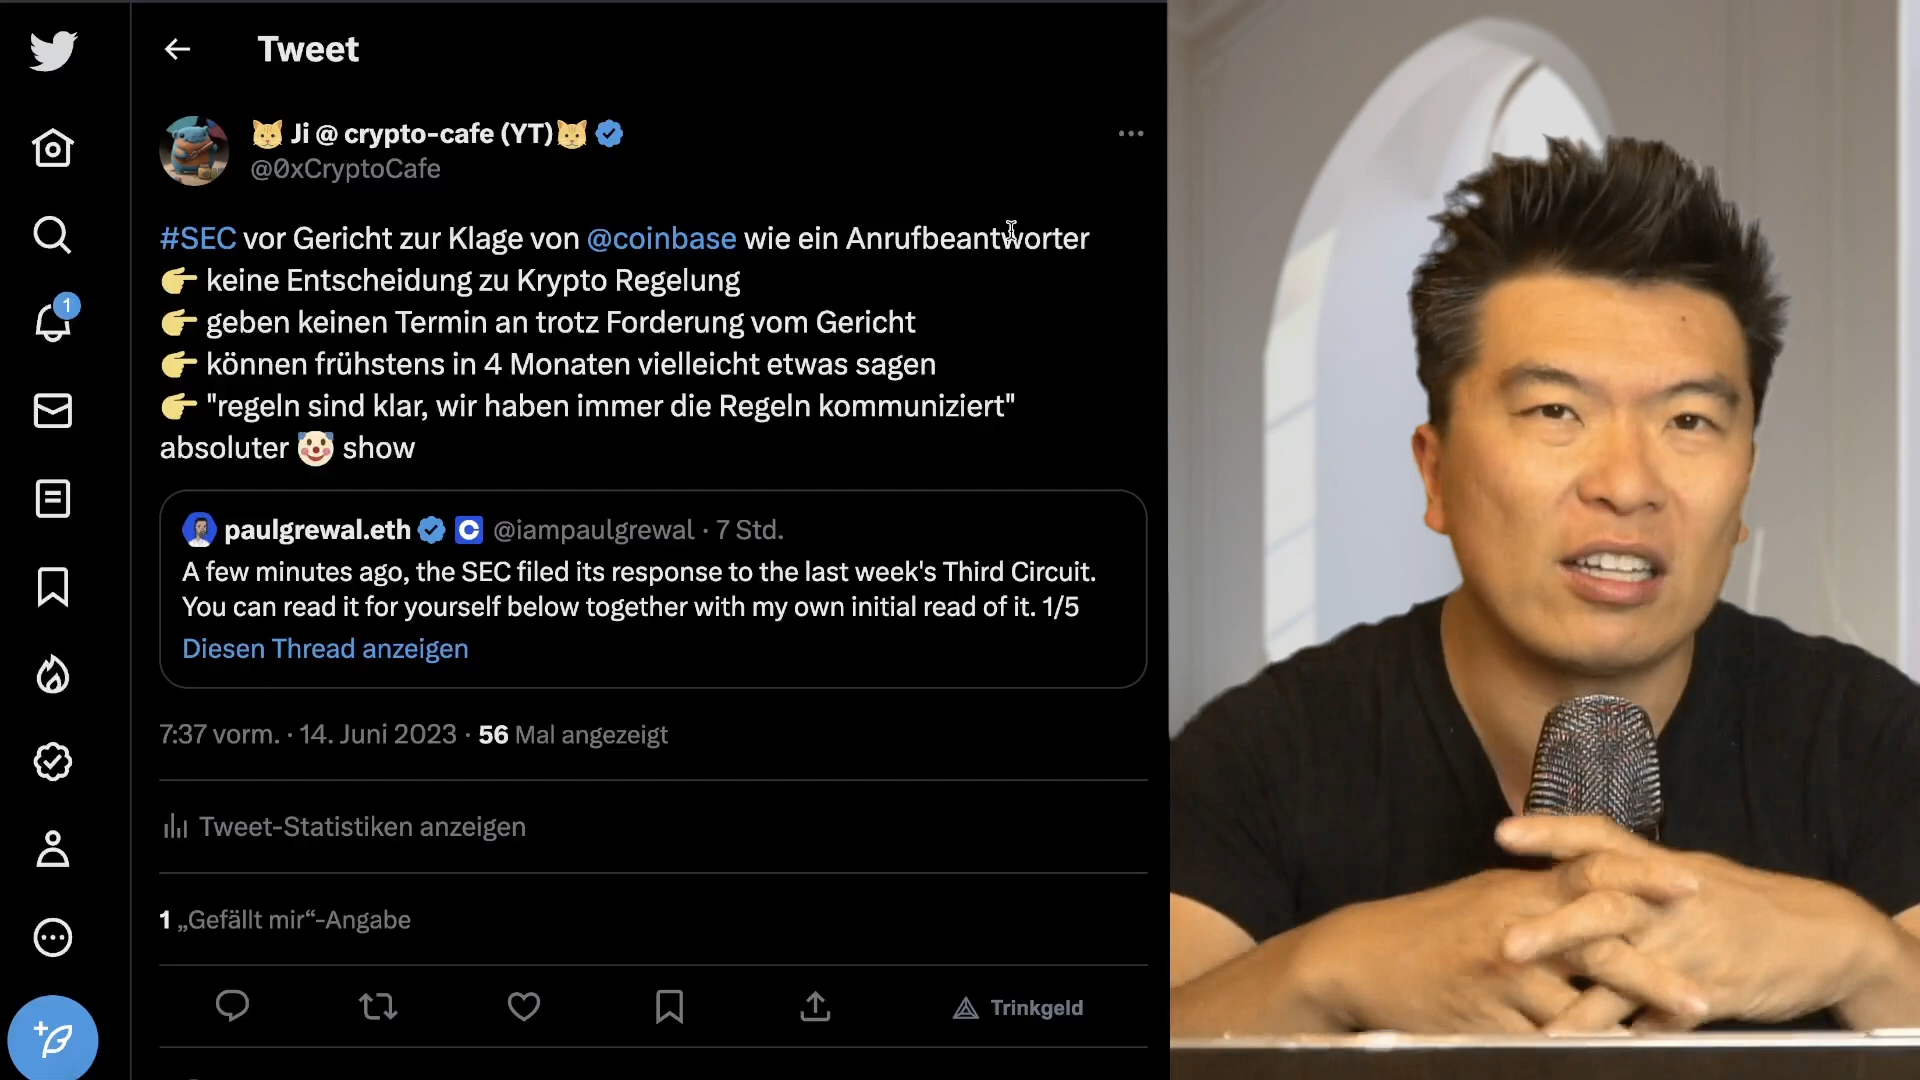 Tweet
🐱 Ji @ crypto-cafe (YT)🐱
@0xCryptoCafe
#SEC vor Gericht zur Klage von @coinbase wie ein Anrufbeantworter
👉 keine Entscheidung zu Krypto Regelung
👉 geben keinen Termin an trotz Forderung vom Gericht
👉 können frühstens in 4 Monaten vielleicht etwas sagen
👉 "regeln sind klar, wir haben immer die Regeln kommuniziert"
absoluter 🤡 show
paulgrewal.eth @iampaulgrewal · 7 Std.
A few minutes ago, the SEC filed its response to the last week's Third Circuit.
You can read it for yourself below together with my own initial read of it. 1/5
Diesen Thread anzeigen
7:37 vorm. · 14. Juni 2023 · 56 Mal angezeigt
Tweet-Statistiken anzeigen
1 „Gefällt mir“-Angabe
Trinkgeld
1